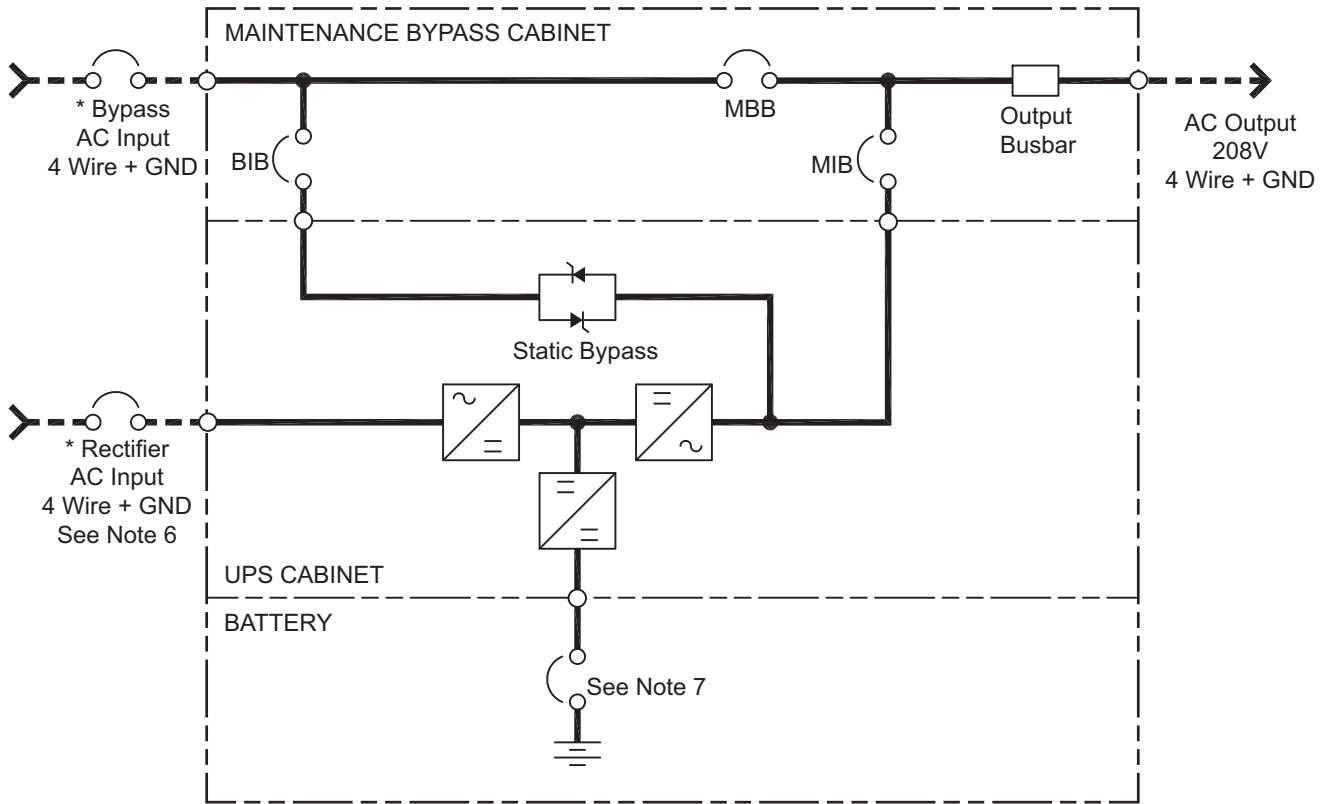 MAINTENANCE BYPASS CABINET
* Bypass
AC Input
4 Wire + GND
BIB
MBB
MIB
Output
Busbar
AC Output
208V
4 Wire + GND
Static Bypass
* Rectifier
AC Input
4 Wire + GND
See Note 6
UPS CABINET
BATTERY
See Note 7